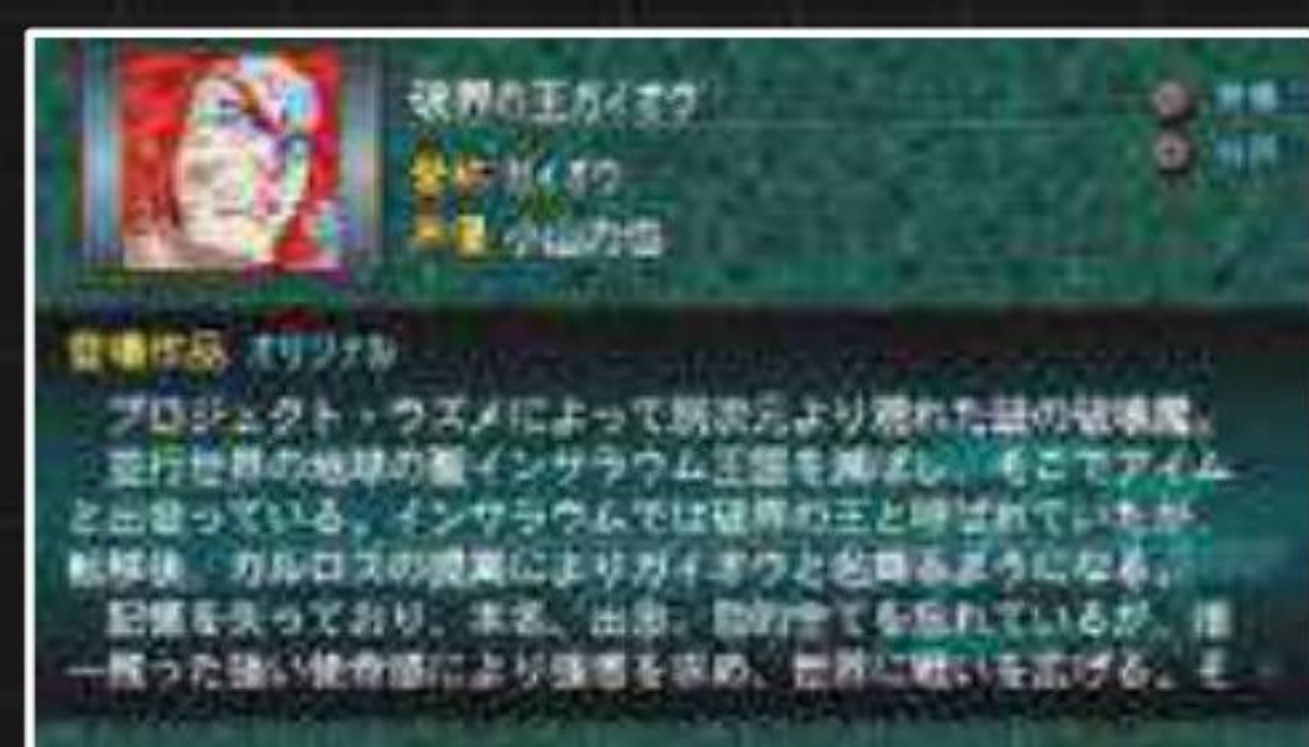 破界の王ガイオウ
ガイオウ
声優 小山力也
登場作品 オリジナル
プロジェクト・ウズメによって別次元より現れた謎の破壊魔。
並行世界の地球の聖インサラウム王国を滅ぼし、そこでアイム
と出会っている。インサラウムでは破界の王と呼ばれていたが
転移後、カルロスの提案によりガイオウと名乗るようになる。
記憶を失っており、本名、出自、目的全てを忘れているが、唯
一残った強い使命感により強者を求め、世界に戦いを広げる。そ